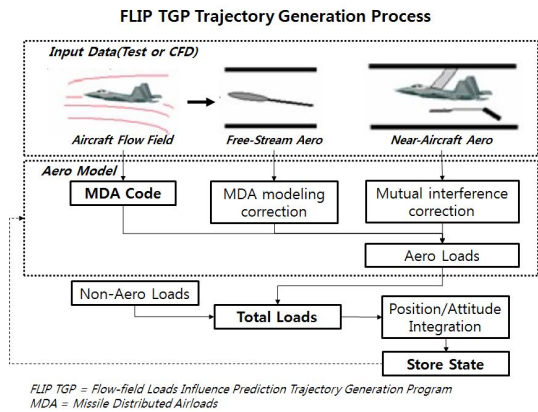 FLIP TGP Trajectory Generation Process
Input Data(Test or CFD)
Aircraft Flow Field
Free-Stream Aero
Near-Aircraft Aero
Aero Model
MDA Code
MDA modeling
correction
Mutual interference
correction
Aero Loads
Non-Aero Loads
Total Loads
Position/Attitude
Integration
Store State
FLIP TGP = Flow-field Loads Influence Prediction Trajectory Generation Program
MDA = Missile Distributed Airloads